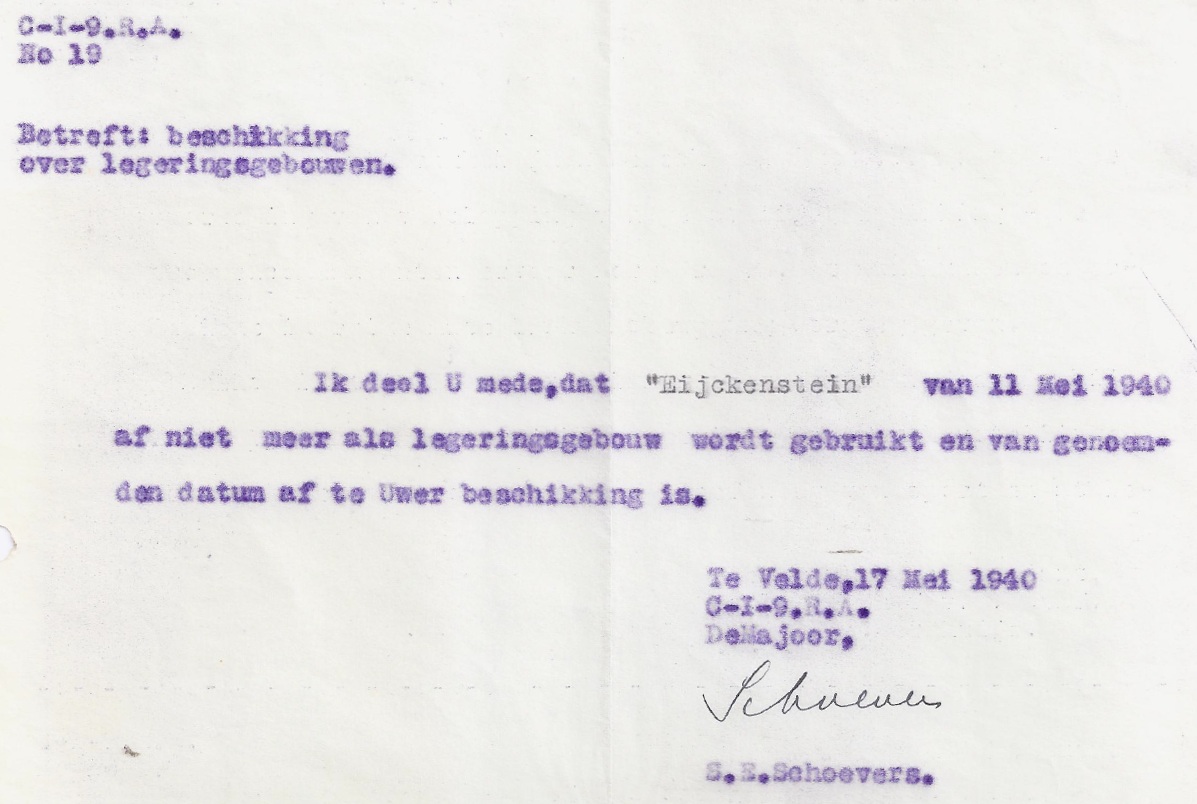 C-I-9.R.A.
No 19
Betreft: beschikking
over legeringsgebouwen.
Ik deel U mede,dat "Eijckenstein" van 11 Mei 1940
af niet meer als legeringsgebouw wordt gebruikt en van genoem-
den datum af te Uwer beschikking is.
Te Velde,17 Mei 1940
C-I-9.R.A.
DeMajoor,
Schoevers
S.E.Schoevers.